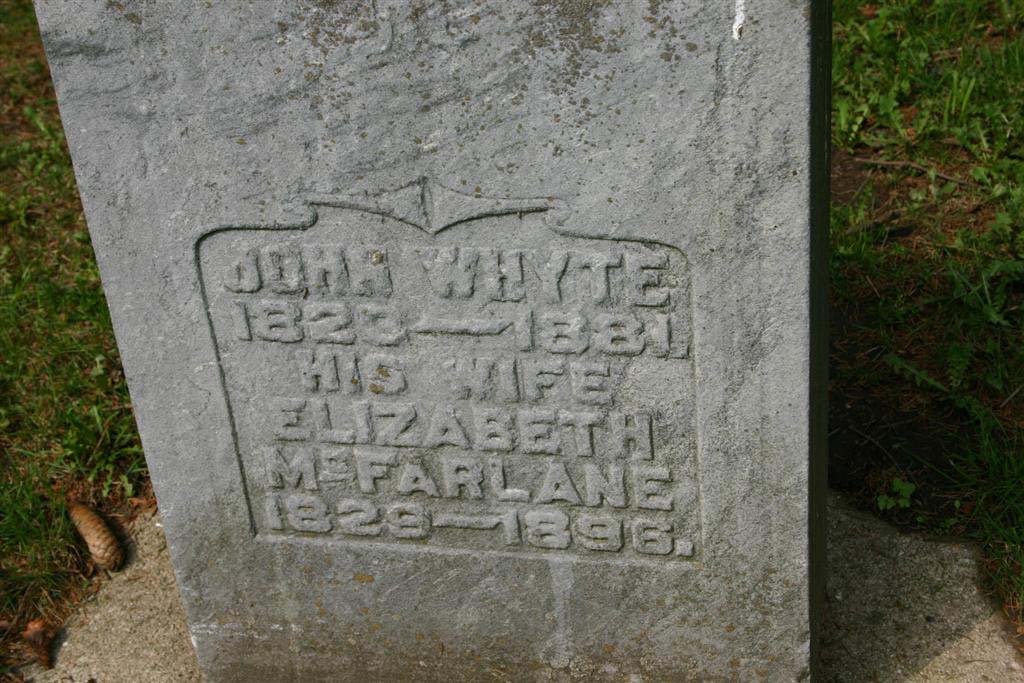 JOHN WHYTE
1823 — 1881.
HIS WIFE
ELIZABETH
McFARLANE
1829 — 1896.